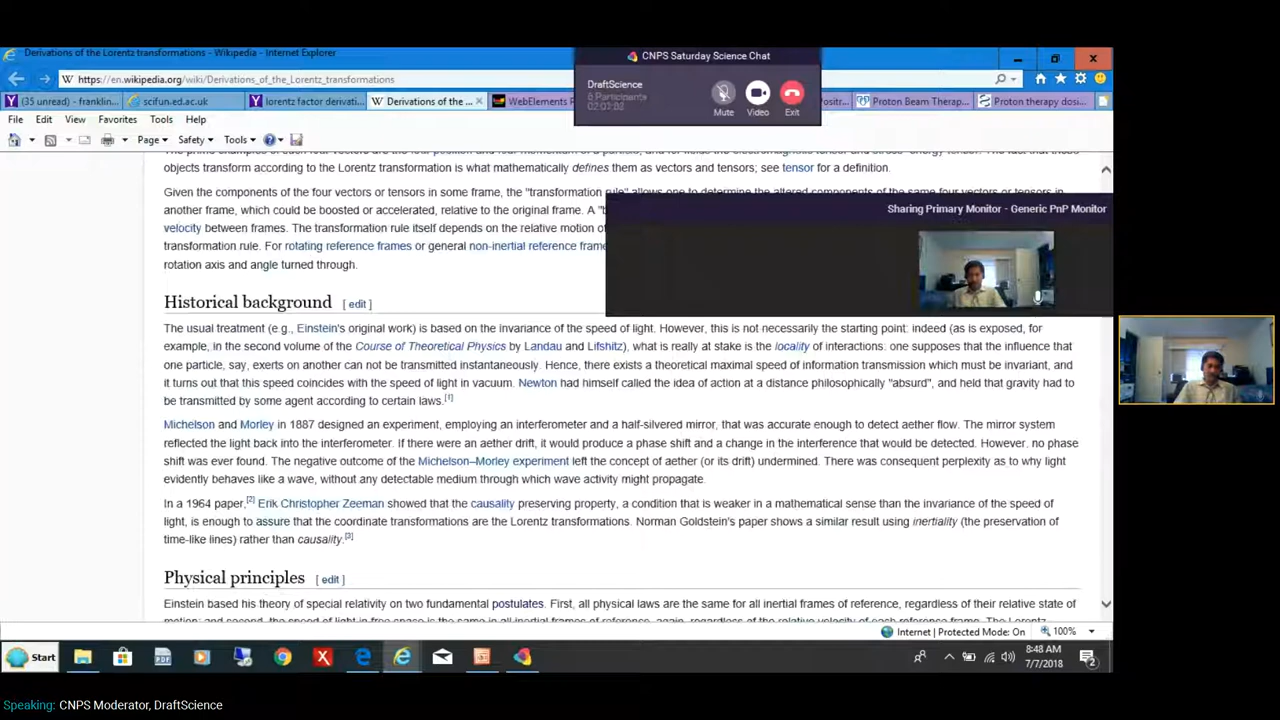 Derivations of the Lorentz transformations - Wikipedia - Internet Explorer
CNPS Saturday Science Chat
https://en.wikipedia.org/wiki/Derivations_of_the_Lorentz_transformations
DraftScience
6 Participants
Mute Video Exit
(35 unread) - franklin... scifun.ed.ac.uk lorentz factor derivati... Derivations of the ... WebElements P Positr... Proton Beam Therap... Proton therapy dosi...
File Edit View Favorites Tools Help
Page Safety Tools
objects transform according to the Lorentz transformation is what mathematically defines them as vectors and tensors; see tensor for a definition.
Given the components of the four vectors or tensors in some frame, the "transformation rule" allows one to determine the altered components of the same four vectors or tensors in
another frame, which could be boosted or accelerated, relative to the original frame. A "b
Sharing Primary Monitor - Generic PnP Monitor
velocity between frames. The transformation rule itself depends on the relative motion of
transformation rule. For rotating reference frames or general non-inertial reference frame
rotation axis and angle turned through.
Historical background [ edit ]
The usual treatment (e.g., Einstein's original work) is based on the invariance of the speed of light. However, this is not necessarily the starting point: indeed (as is exposed, for
example, in the second volume of the Course of Theoretical Physics by Landau and Lifshitz), what is really at stake is the locality of interactions: one supposes that the influence that
one particle, say, exerts on another can not be transmitted instantaneously. Hence, there exists a theoretical maximal speed of information transmission which must be invariant, and
it turns out that this speed coincides with the speed of light in vacuum. Newton had himself called the idea of action at a distance philosophically "absurd", and held that gravity had to
be transmitted by some agent according to certain laws.[1]
Michelson and Morley in 1887 designed an experiment, employing an interferometer and a half-silvered mirror, that was accurate enough to detect aether flow. The mirror system
reflected the light back into the interferometer. If there were an aether drift, it would produce a phase shift and a change in the interference that would be detected. However, no phase
shift was ever found. The negative outcome of the Michelson–Morley experiment left the concept of aether (or its drift) undermined. There was consequent perplexity as to why light
evidently behaves like a wave, without any detectable medium through which wave activity might propagate.
In a 1964 paper,[2] Erik Christopher Zeeman showed that the causality preserving property, a condition that is weaker in a mathematical sense than the invariance of the speed of
light, is enough to assure that the coordinate transformations are the Lorentz transformations. Norman Goldstein's paper shows a similar result using inertiality (the preservation of
time-like lines) rather than causality.[3]
Physical principles [ edit ]
Einstein based his theory of special relativity on two fundamental postulates. First, all physical laws are the same for all inertial frames of reference, regardless of their relative state of
Internet | Protected Mode: On 100%
Start
8:48 AM
7/7/2018
2
Speaking: CNPS Moderator, DraftScience